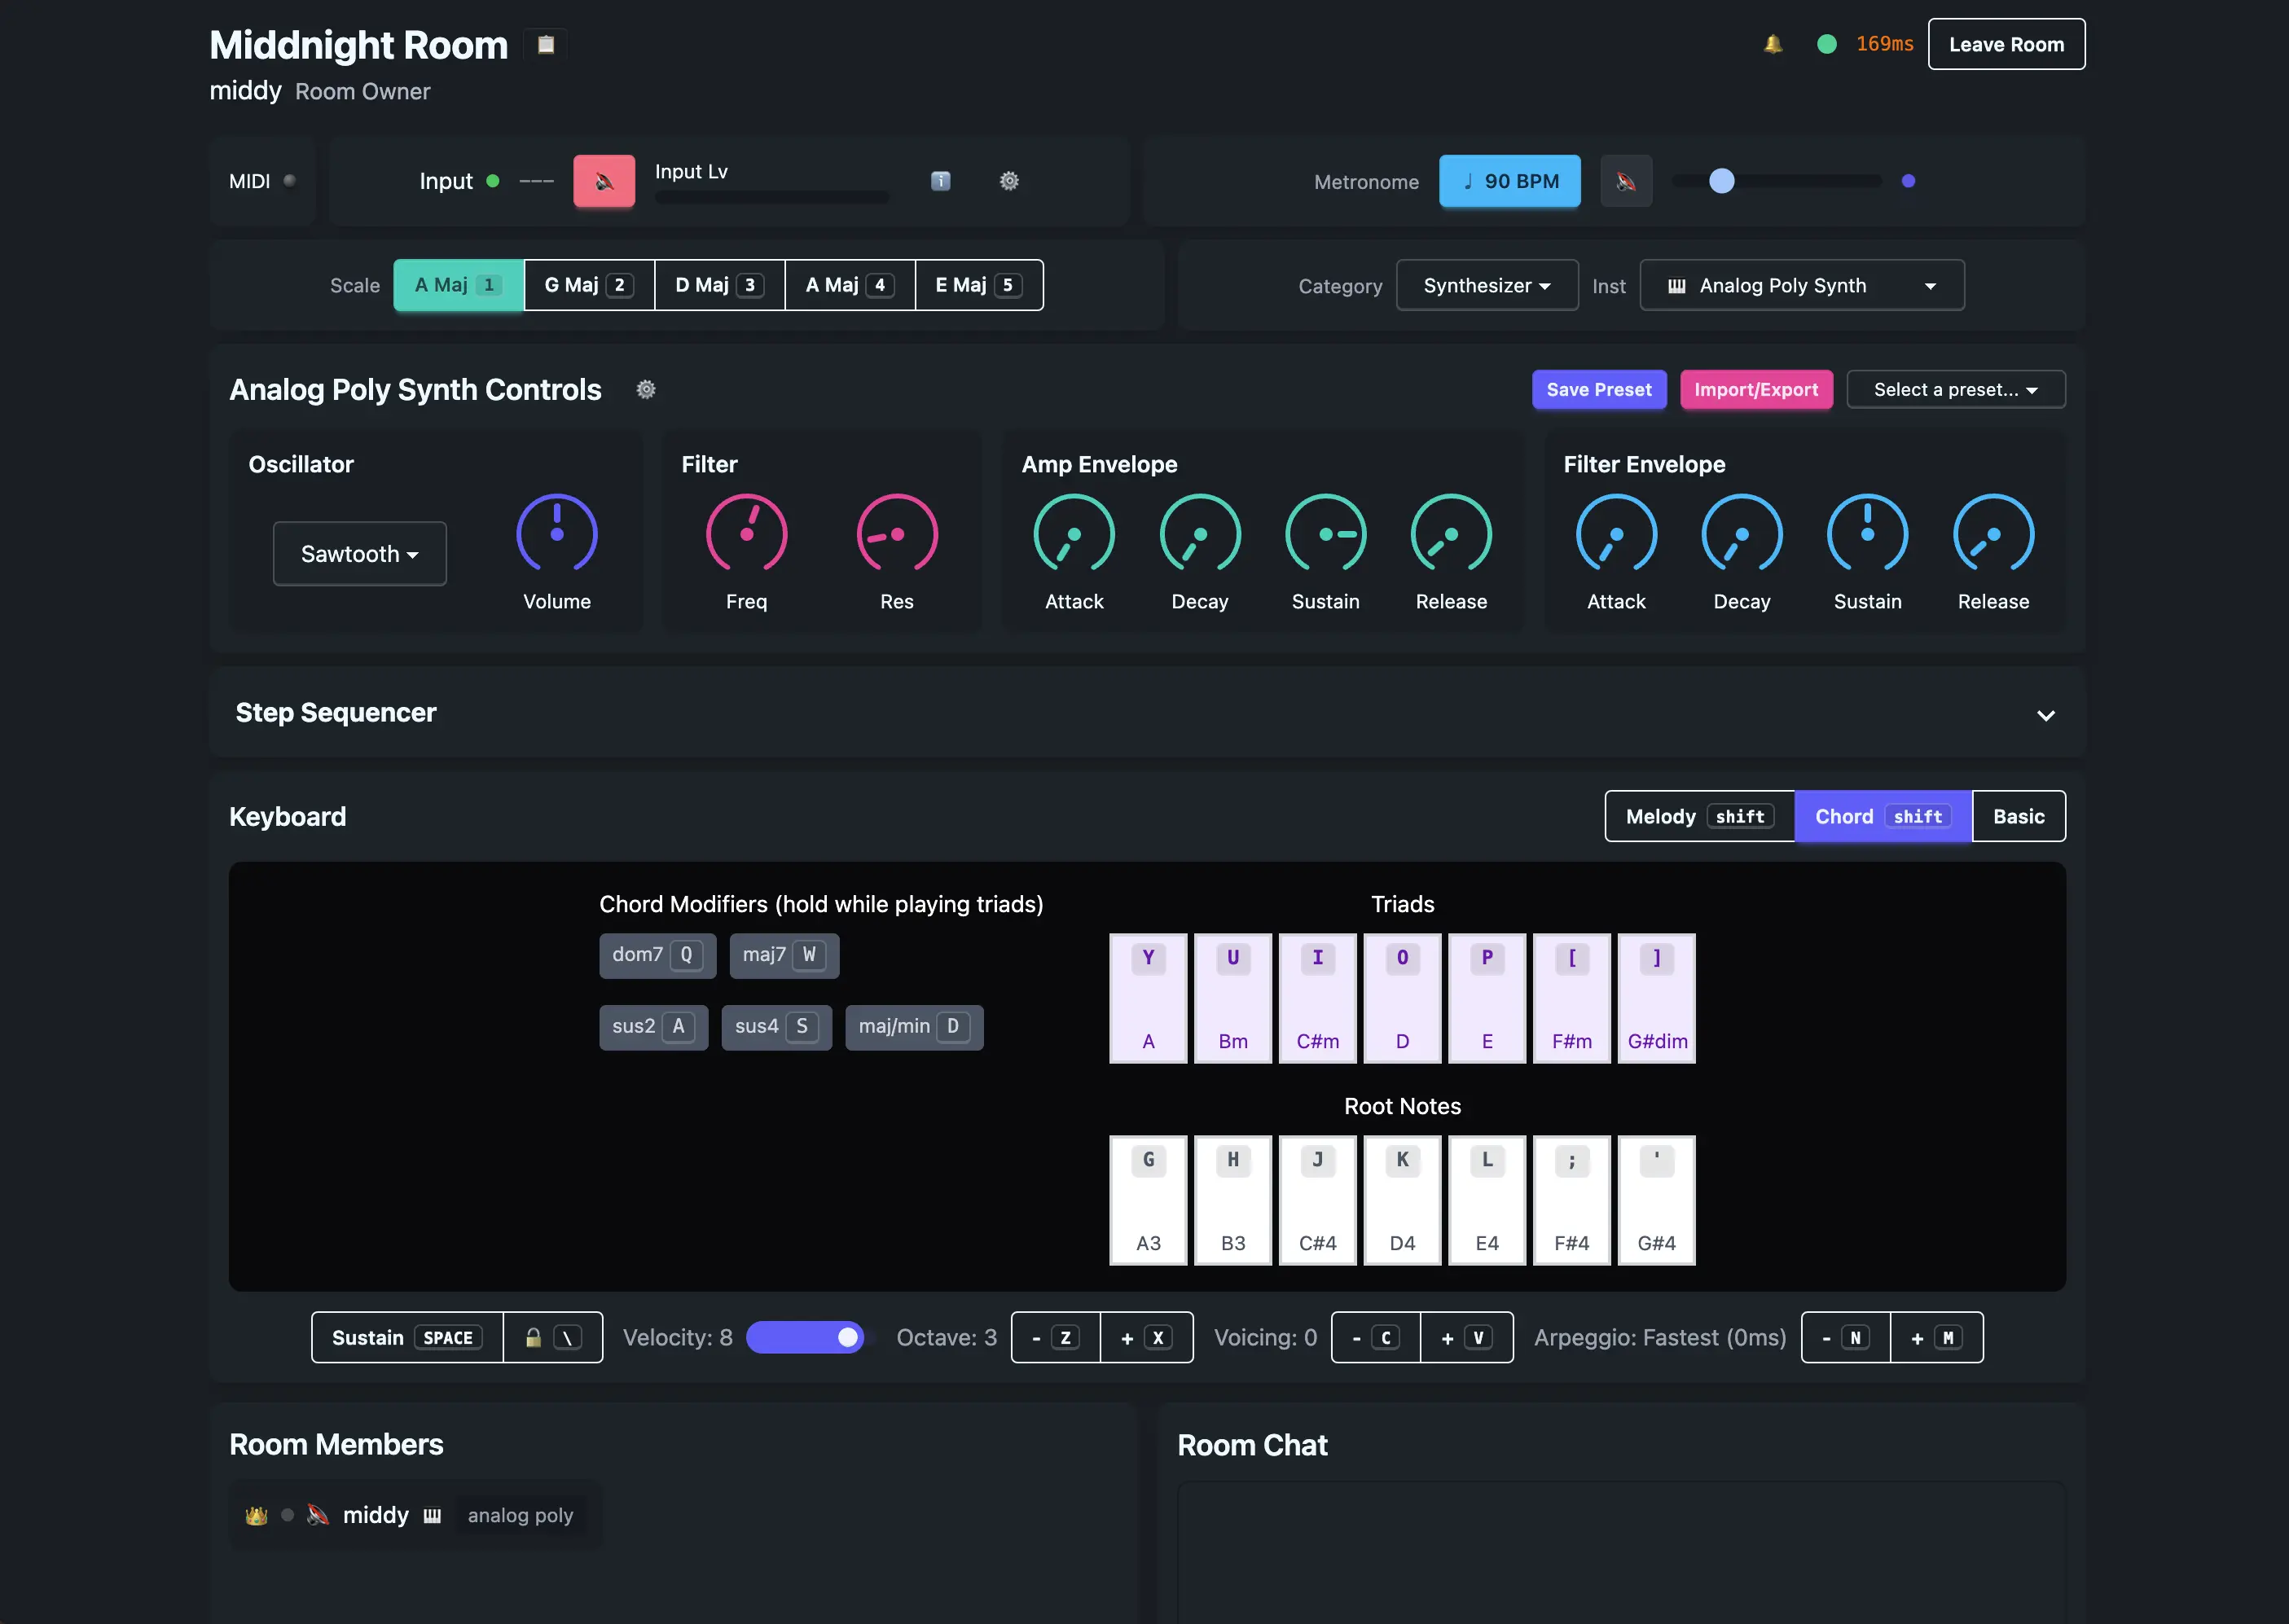 Middnight Room
169ms Leave Room
middy Room Owner
MIDI Input --- Input Lv
Metronome ♩ 90 BPM
Scale A Maj 1 G Maj 2 D Maj 3 A Maj 4 E Maj 5
Category Synthesizer Inst Analog Poly Synth
Analog Poly Synth Controls
Save Preset Import/Export Select a preset...
Oscillator
Sawtooth
Volume
Filter
Freq Res
Amp Envelope
Attack Decay Sustain Release
Filter Envelope
Attack Decay Sustain Release
Step Sequencer
Keyboard
Melody shift Chord shift Basic
Chord Modifiers (hold while playing triads)
dom7 Q maj7 W
sus2 A sus4 S maj/min D
Triads
Y U I O P [ ]
A Bm C#m D E F#m G#dim
Root Notes
G H J K L ; '
A3 B3 C#4 D4 E4 F#4 G#4
Sustain SPACE \ Velocity: 8 Octave: 3 - Z + X Voicing: 0 - C + V Arpeggio: Fastest (0ms) - N + M
Room Members
middy analog poly
Room Chat